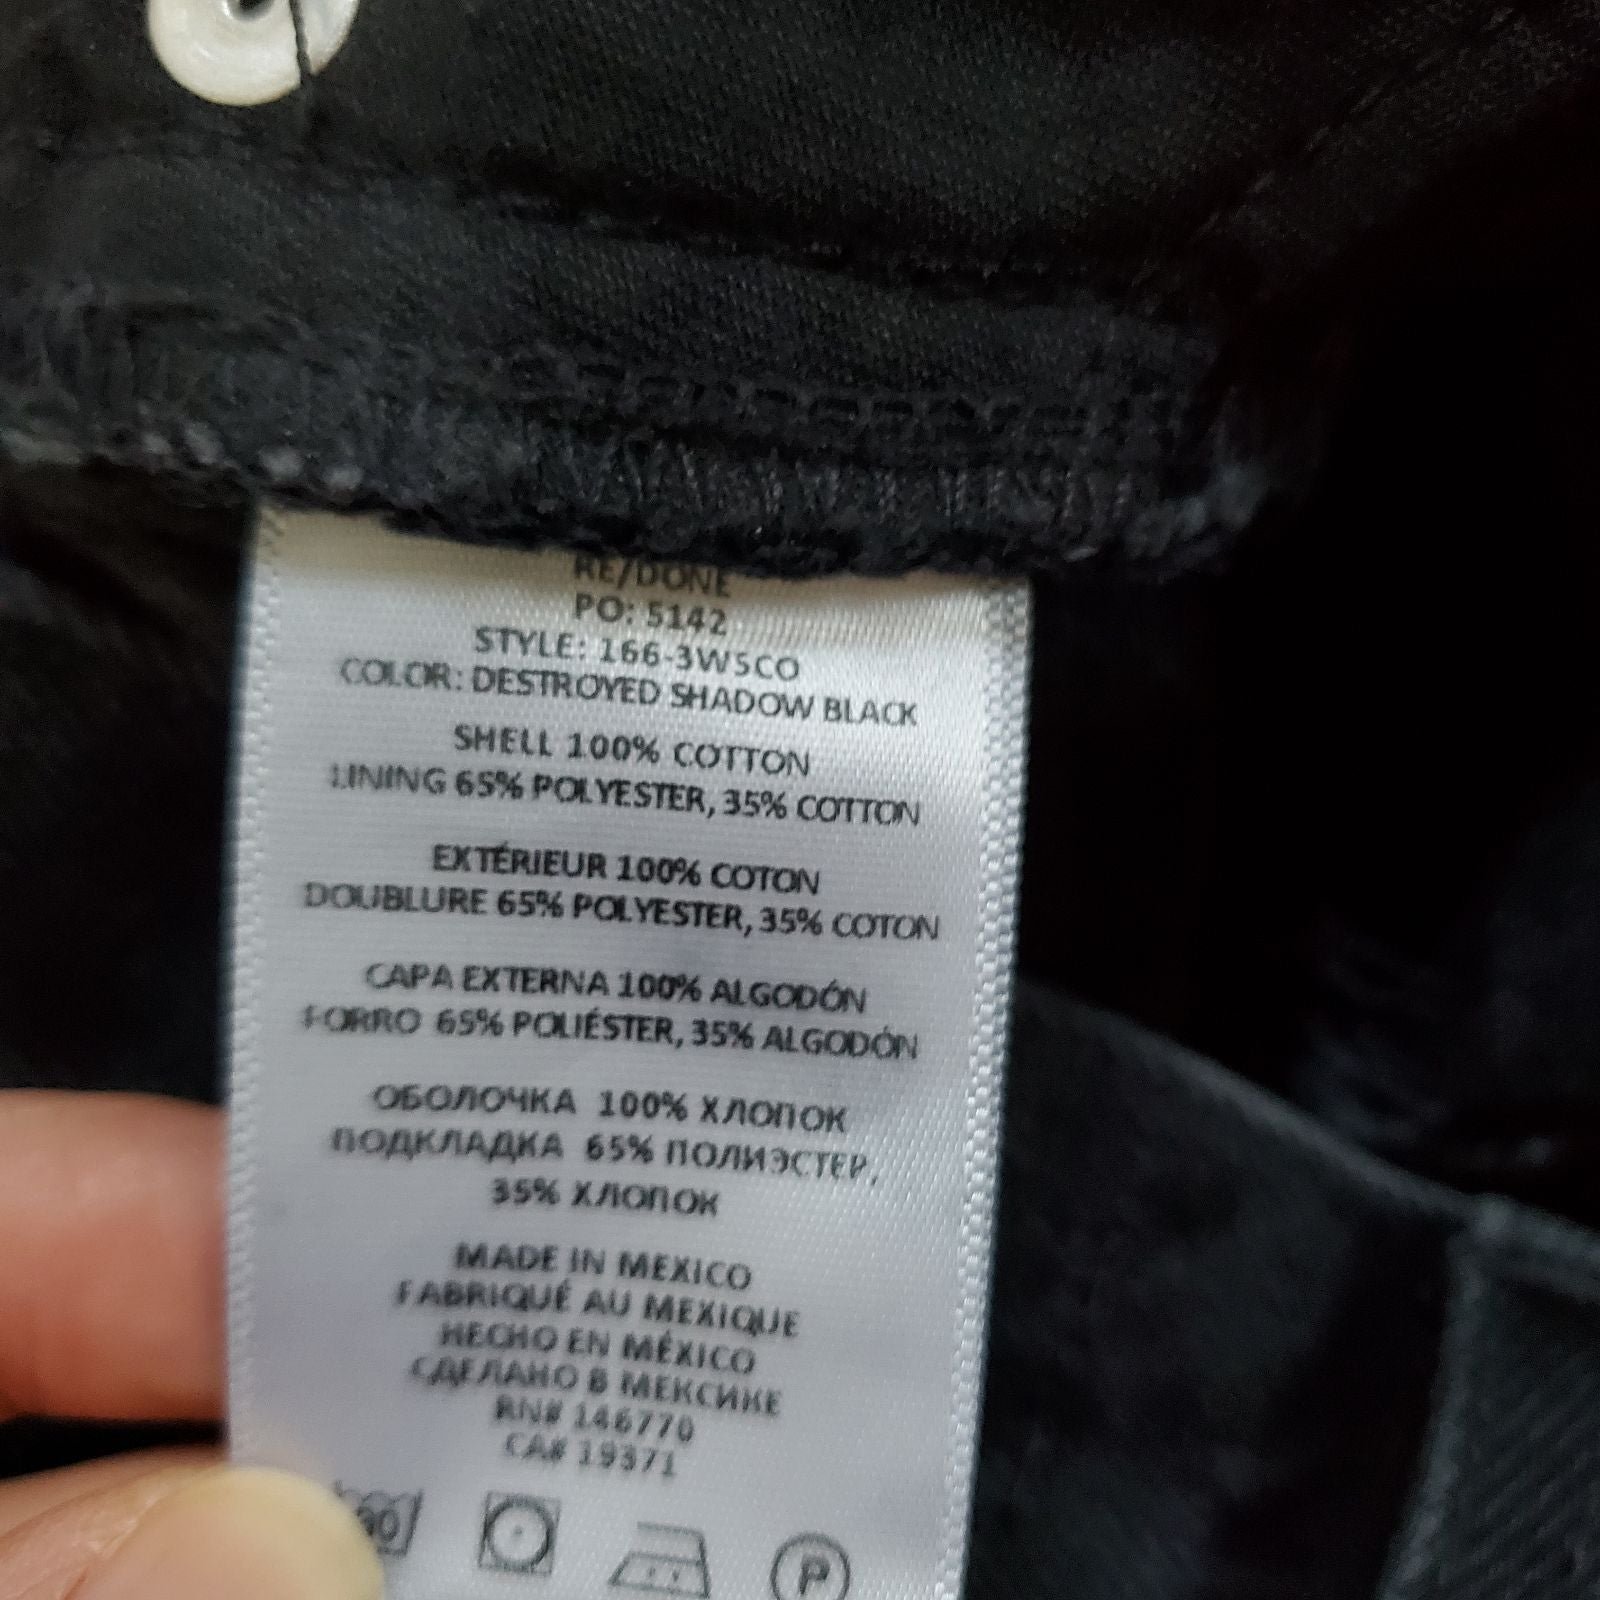 RE/DONE
PO: 5142
STYLE: 166-3W5CO
COLOR: DESTROYED SHADOW BLACK
SHELL 100% COTTON
LINING 65% POLYESTER, 35% COTTON
EXTÉRIEUR 100% COTON
DOUBLURE 65% POLYESTER, 35% COTON
CAPA EXTERNA 100% ALGODÓN
FORRO 65% POLIÉSTER, 35% ALGODÓN
ОБОЛОЧКА 100% ХЛОПОК
ПОДКЛАДКА 65% ПОЛИЭСТЕР,
35% ХЛОПОК
MADE IN MEXICO
FABRIQUÉ AU MEXIQUE
HECHO EN MÉXICO
СДЕЛАНО В МЕКСИКЕ
RN# 146770
CA# 19371
P